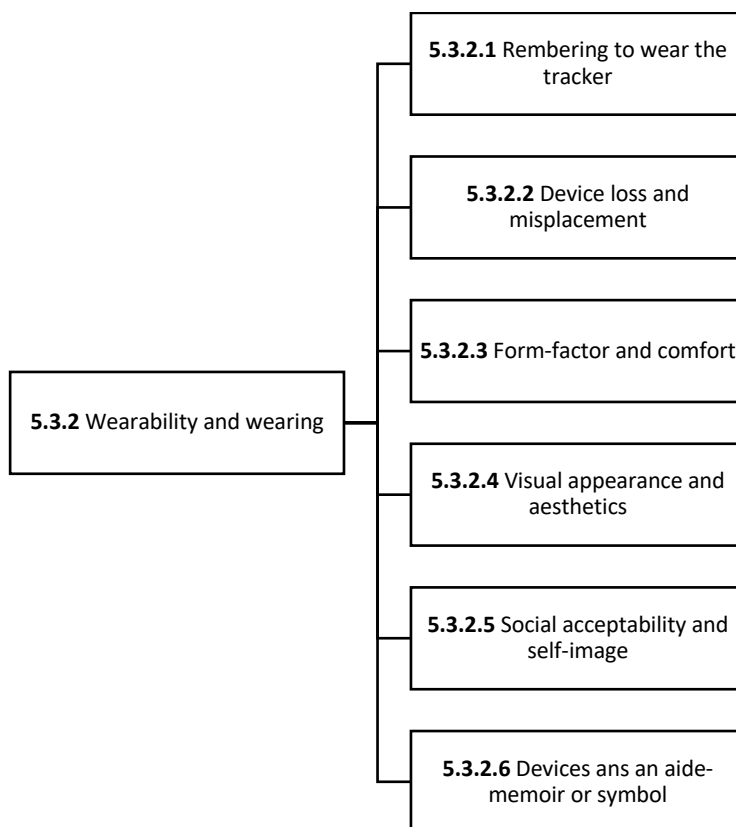 5.3.2.1 Rembering to wear the
tracker
5.3.2.2 Device loss and
misplacement
5.3.2.3 Form-factor and comfort
5.3.2 Wearability and wearing
5.3.2.4 Visual appearance and
aesthetics
5.3.2.5 Social acceptability and
self-image
5.3.2.6 Devices ans an aide-
memoir or symbol